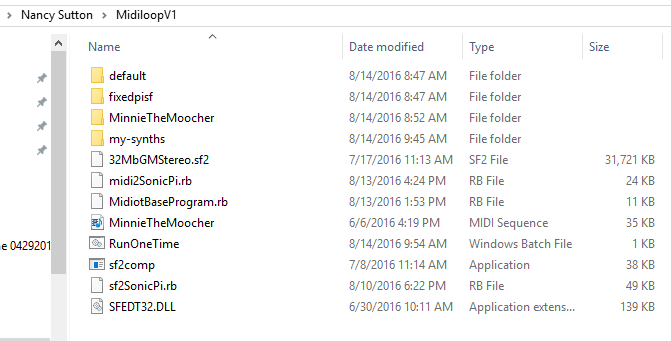 Nancy Sutton > MidiloopV1
Name Date modified Type Size
default 8/14/2016 8:47 AM File folder
fixedpisf 8/14/2016 8:47 AM File folder
MinnieTheMoocher 8/14/2016 8:52 AM File folder
my-synths 8/14/2016 9:45 AM File folder
32MbGMStereo.sf2 7/17/2016 11:13 AM SF2 File 31,721 KB
midi2SonicPi.rb 8/13/2016 4:24 PM RB File 24 KB
MidiotBaseProgram.rb 8/13/2016 1:53 PM RB File 11 KB
MinnieTheMoocher 6/6/2016 4:19 PM MIDI Sequence 35 KB
ne 0429201 RunOneTime 8/14/2016 9:54 AM Windows Batch File 1 KB
sf2comp 7/8/2016 11:14 AM Application 38 KB
sf2SonicPi.rb 8/10/2016 6:22 PM RB File 49 KB
SFEDT32.DLL 6/30/2016 10:11 AM Application extens... 139 KB